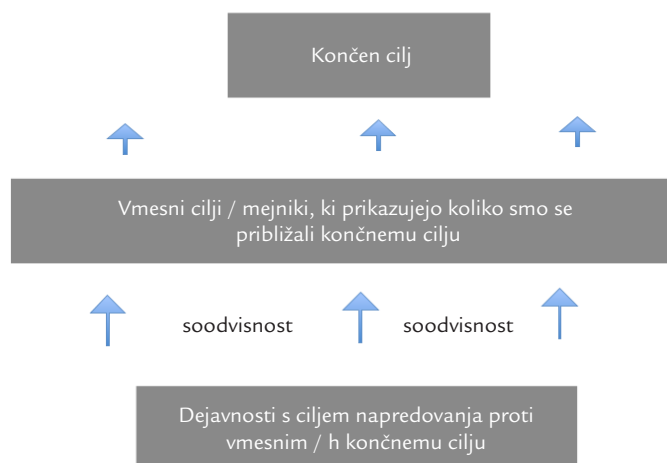 Končen cilj
Vmesni cilji / mejniki, ki prikazujejo koliko smo se
približali končnemu cilju
soodvisnost soodvisnost
Dejavnosti s ciljem napredovanja proti
vmesnim / h končnemu cilju